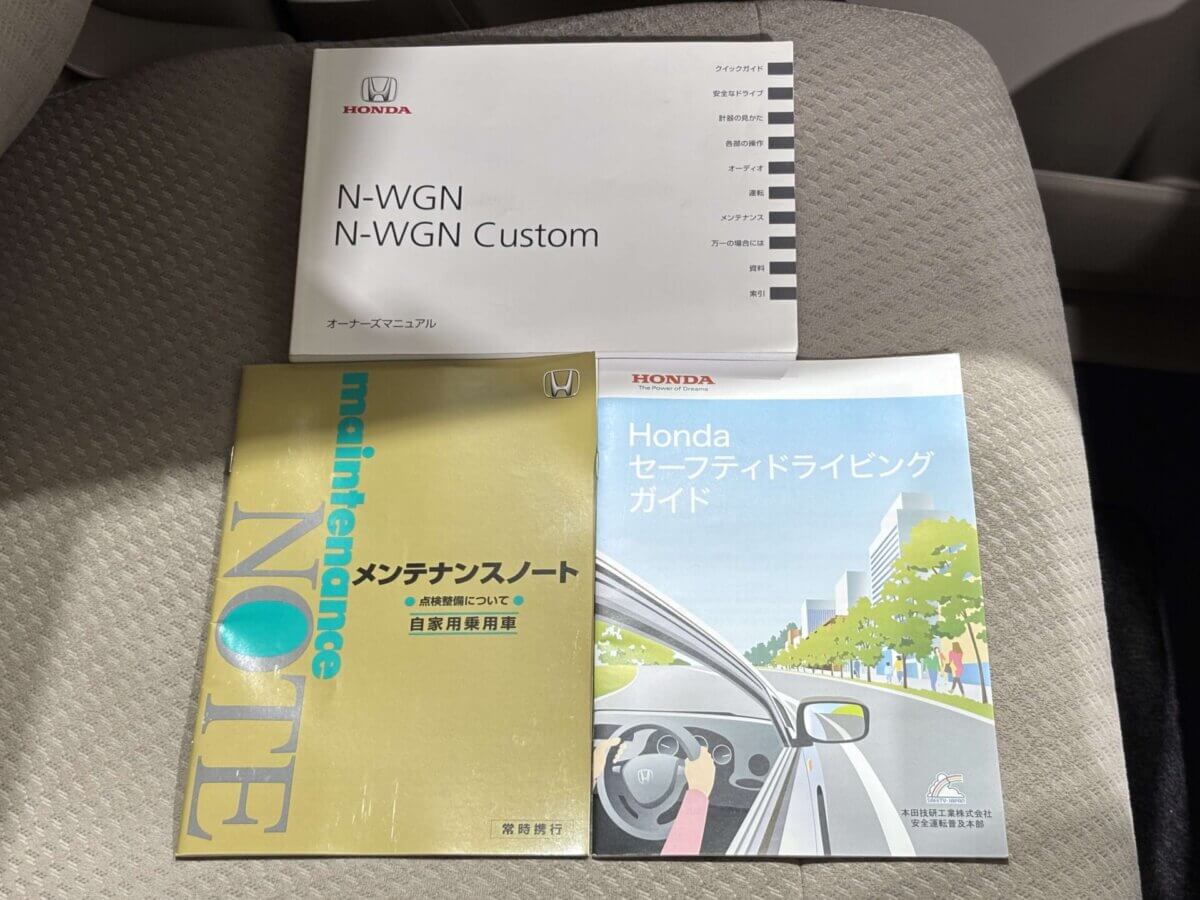 HONDA
N-WGN
N-WGN Custom
オーナーズマニュアル
クイックガイド
安全なドライブ
計器の見かた
各部の操作
オーディオ
運転
メンテナンス
万一の場合には
資料
索引
maintenance
NOTE
メンテナンスノート
点検整備について
自家用乗用車
常時携行
HONDA
The Power of Dreams
Honda
セーフティドライビング
ガイド
SAFETY JAPAN
本田技研工業株式会社
安全運転普及本部